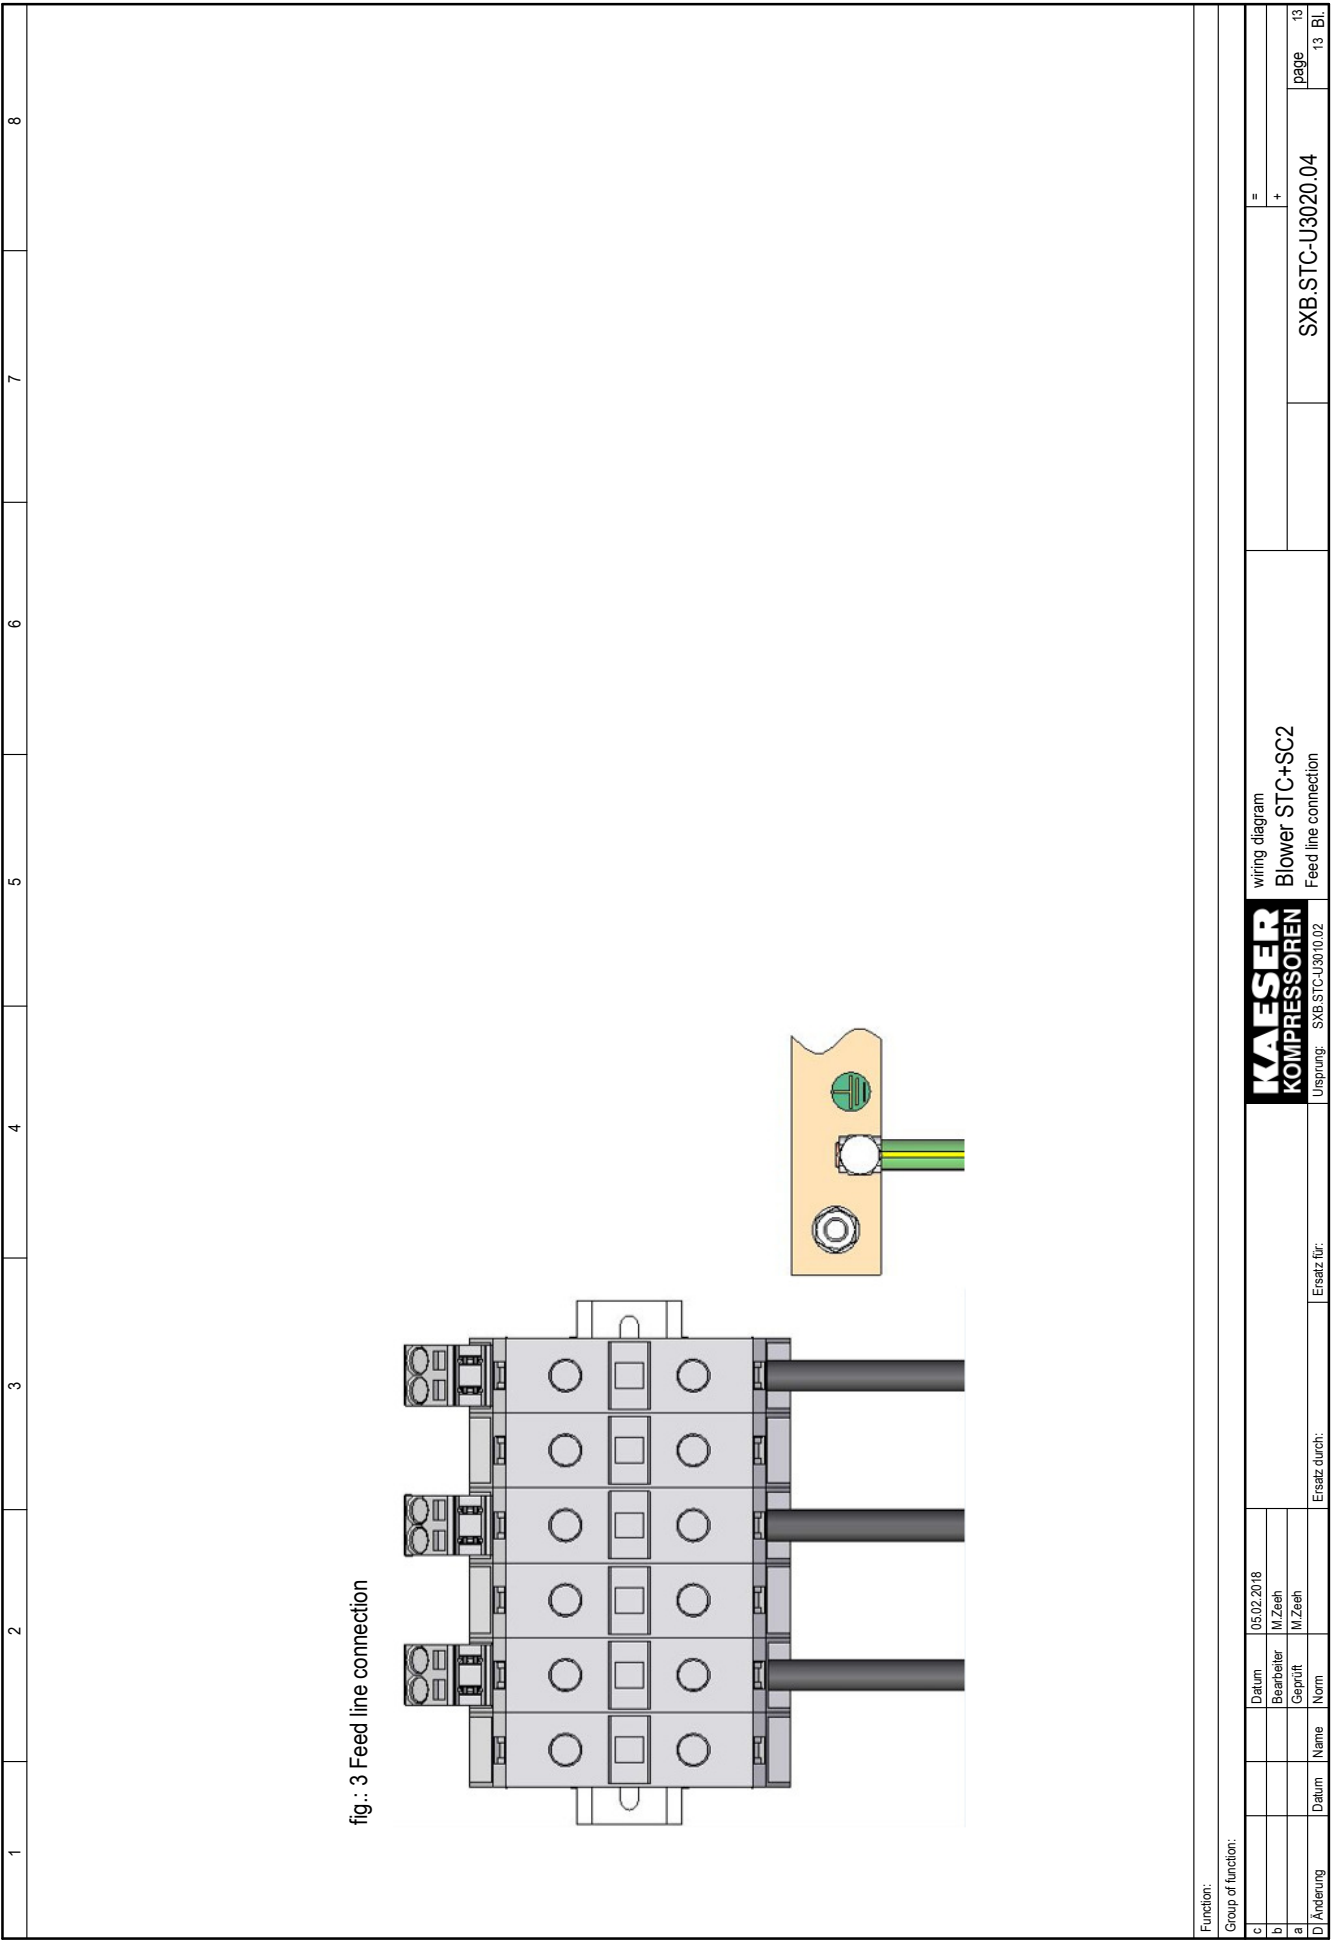 1 2 3 4 5 6 7 8
fig.: 3 Feed line connection
Function:
Group of function:
c Datum 05.02.2018
b Bearbeiter M.Zeeh
a Geprüft M.Zeeh
D Änderung Datum Name Norm
Ersatz durch:
Ersatz für:
KAESER
KOMPRESSOREN
Ursprung: SXB.STC-U3010.02
wiring diagram
Blower STC+SC2
Feed line connection
=
+
SXB.STC-U3020.04
page 13
13 Bl.